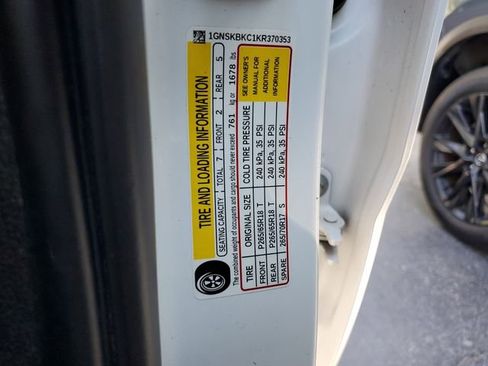 1GNSKBKC1KR370353
TIRE AND LOADING INFORMATION
SEATING CAPACITY TOTAL 7 FRONT 2 REAR 5
The combined weight of occupants and cargo should never exceed 761 kg or 1678 lbs
TIRE ORIGINAL SIZE COLD TIRE PRESSURE
FRONT P265/65R18 T 240 kPa, 35 PSI
REAR P265/65R18 T 240 kPa, 35 PSI
SPARE 265/70R17 S 240 kPa, 35 PSI
SEE OWNER'S
MANUAL FOR
ADDITIONAL
INFORMATION